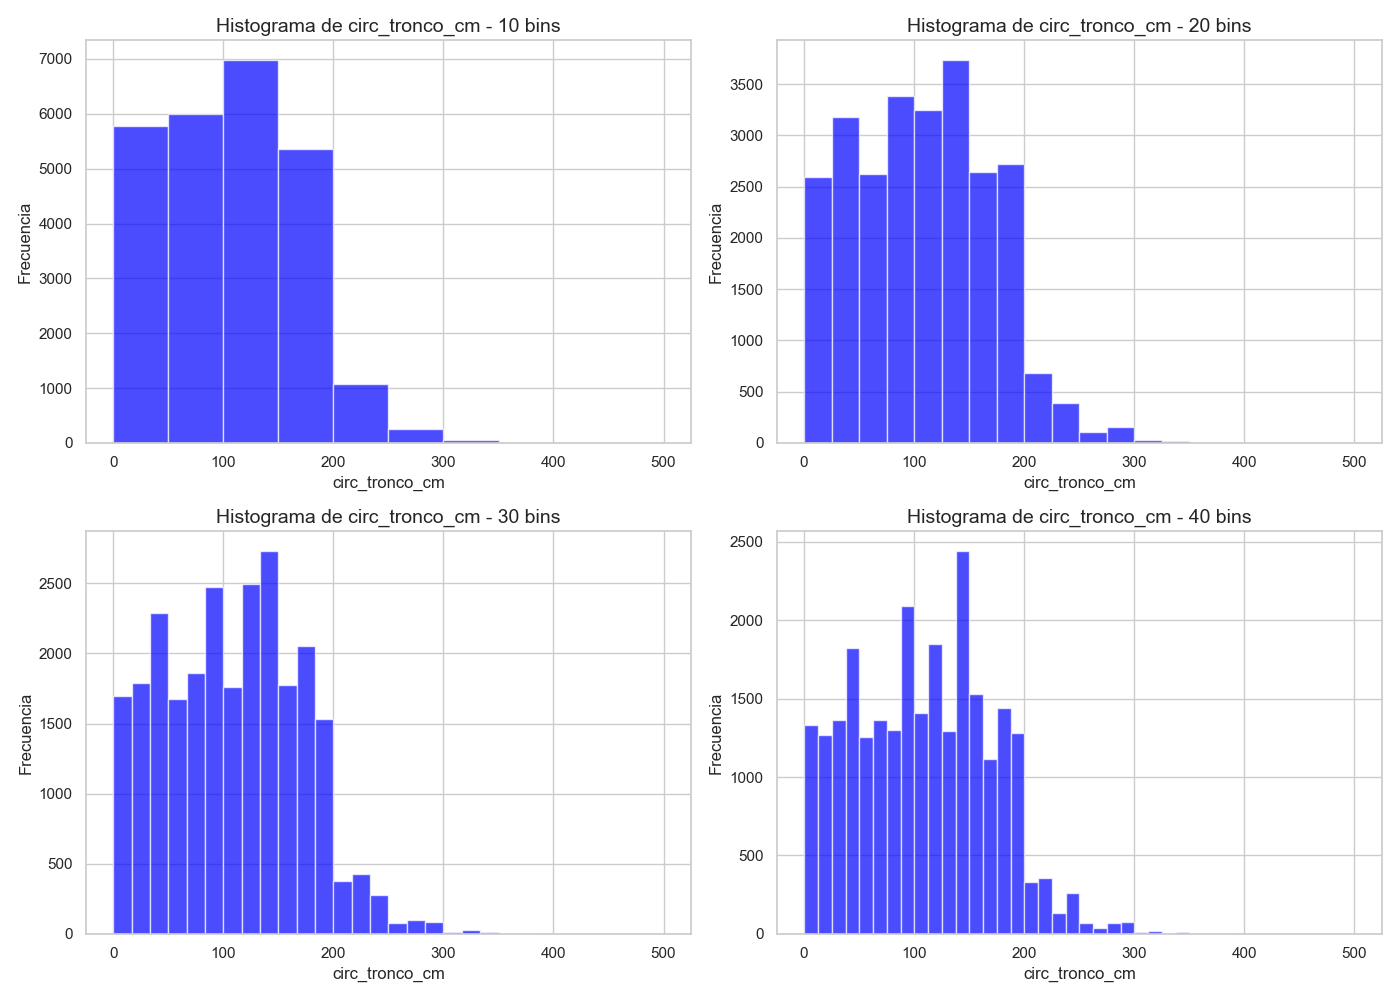 Histograma de circ_tronco_cm - 10 bins
Frecuencia
7000
6000
5000
4000
3000
2000
1000
0
0 100 200 300 400 500
circ_tronco_cm
Histograma de circ_tronco_cm - 20 bins
Frecuencia
3500
3000
2500
2000
1500
1000
500
0
0 100 200 300 400 500
circ_tronco_cm
Histograma de circ_tronco_cm - 30 bins
Frecuencia
2500
2000
1500
1000
500
0
0 100 200 300 400 500
circ_tronco_cm
Histograma de circ_tronco_cm - 40 bins
Frecuencia
2500
2000
1500
1000
500
0
0 100 200 300 400 500
circ_tronco_cm